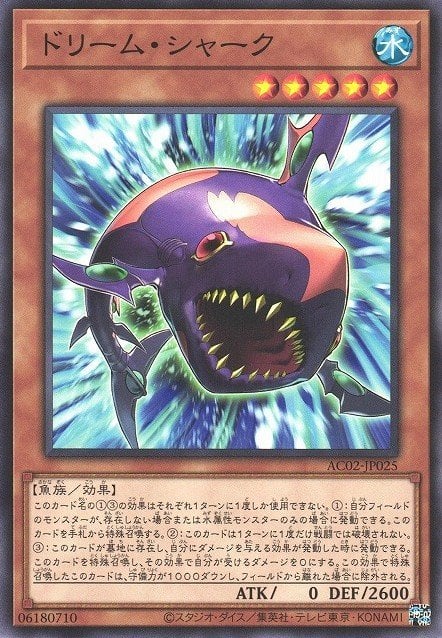 ドリーム・シャーク
水
AC02-JP025
【魚族／効果】
このカード名の①③の効果はそれぞれ1ターンに1度しか使用できない。①：自分フィールド
のモンスターが、存在しない場合または水属性モンスターのみの場合に発動できる。この
カードを手札から特殊召喚する。②：このカードは1ターンに1度だけ戦闘では破壊されない。
③：このカードが墓地に存在し、自分にダメージを与える効果が発動した時に発動できる。
このカードを特殊召喚し、その効果で自分が受けるダメージを0にする。この効果で特殊
召喚したこのカードは、守備力が1000ダウンし、フィールドから離れた場合に除外される。
ATK/ 0 DEF/2600
06180710
©スタジオ・ダイス／集英社・テレビ東京・KONAMI